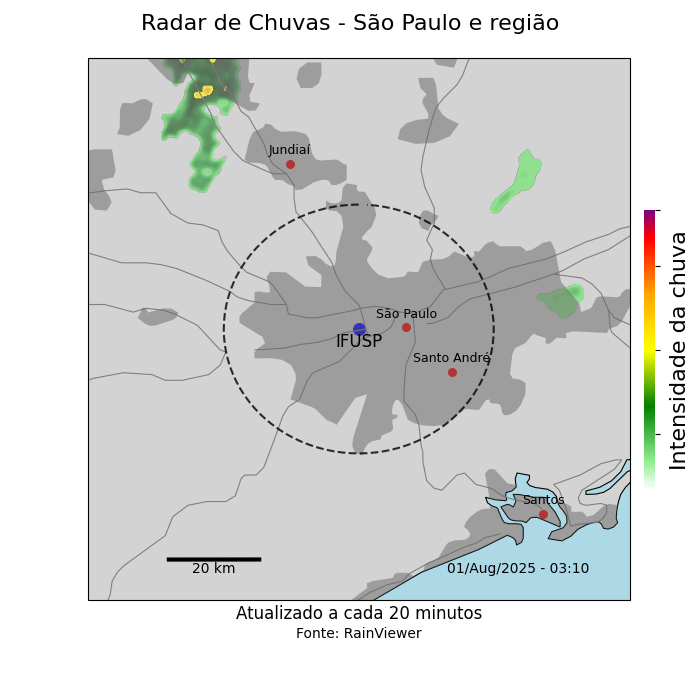 Radar de Chuvas - São Paulo e região
Jundiaí
São Paulo
IFUSP
Santo André
Intensidade da chuva
Santos
20 km
01/Aug/2025 - 03:10
Atualizado a cada 20 minutos
Fonte: RainViewer